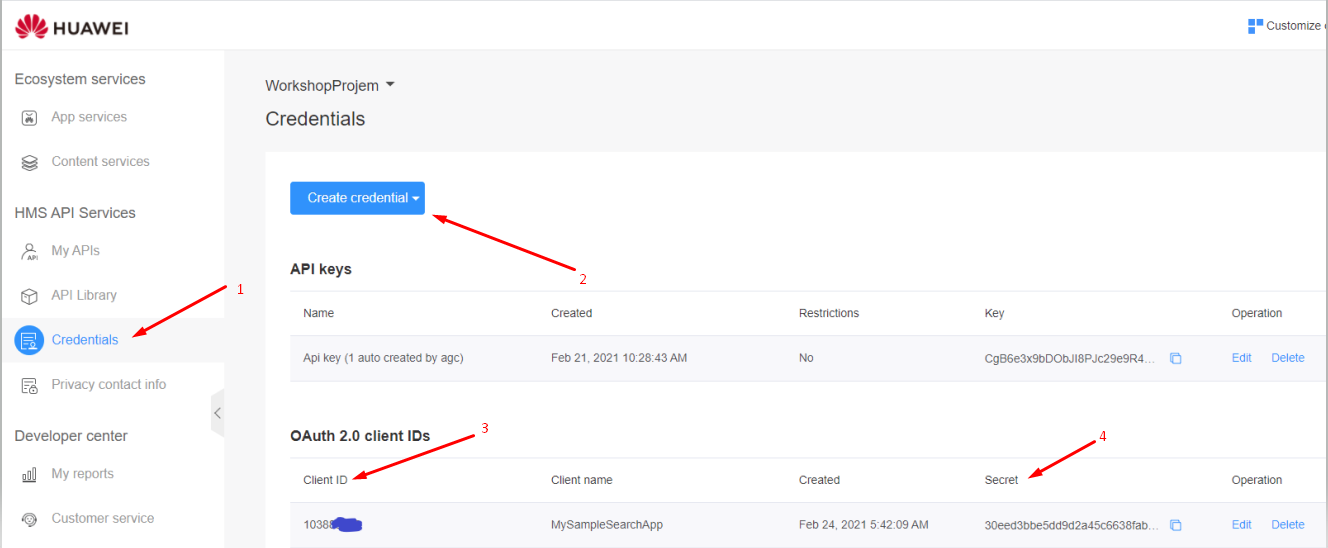 HUAWEI
Customize
Ecosystem services
App services
Content services
HMS API Services
My APIs
API Library
Credentials
Privacy contact info
Developer center
My reports
Customer service
WorkshopProjem
Credentials
Create credential
1
2
API keys
Name Created Restrictions Key Operation
Api key (1 auto created by agc) Feb 21, 2021 10:28:43 AM No CgB6e3x9bDObJI8PJc29e9R4... Edit Delete
OAuth 2.0 client IDs
3
4
Client ID Client name Created Secret Operation
10388 MySampleSearchApp Feb 24, 2021 5:42:09 AM 30eed3bbe5dd9d2a45c6638fab... Edit Delete